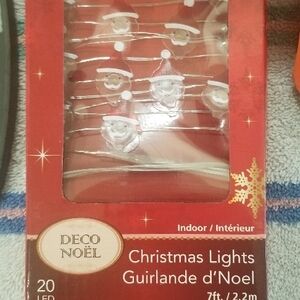 Indoor / Intérieur
DECO
NOËL
Christmas Lights
Guirlande d'Noel
20
LED
7ft. / 2.2m